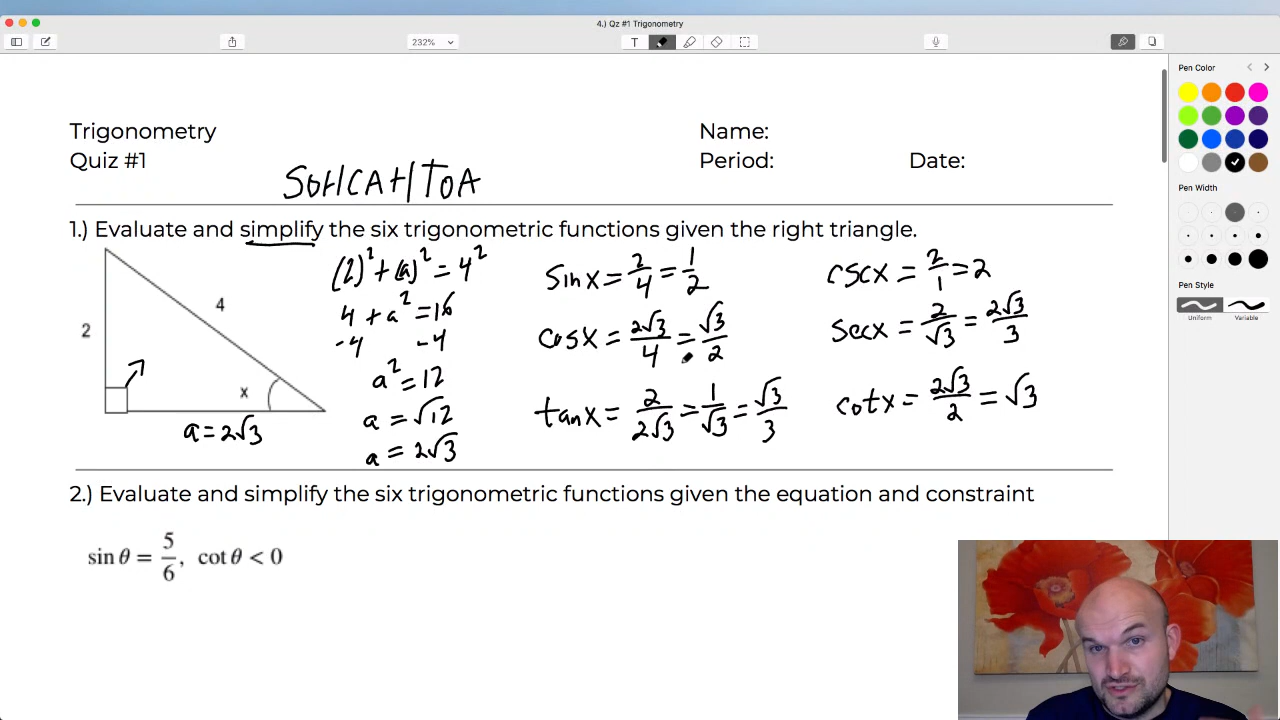 4.) Qz #1 Trigonometry
232%
T
Pen Color
Pen Width
Pen Style
Uniform
Variable
Trigonometry
Name:
Quiz #1
Period:
Date:
SOH/CAH/TOA
1.) Evaluate and simplify the six trigonometric functions given the right triangle.
4
2
x
a = 2√3
(2)² + (a)² = 4²
4 + a² = 16
-4 -4
a² = 12
a = √12
a = 2√3
sin x = 2/4 = 1/2
cos x = 2√3/4 = √3/2
tan x = 2/2√3 = 1/√3 = √3/3
csc x = 2/1 = 2
sec x = 2/√3 = 2√3/3
cot x = 2√3/2 = √3
2.) Evaluate and simplify the six trigonometric functions given the equation and constraint
sin θ = 5/6, cot θ < 0